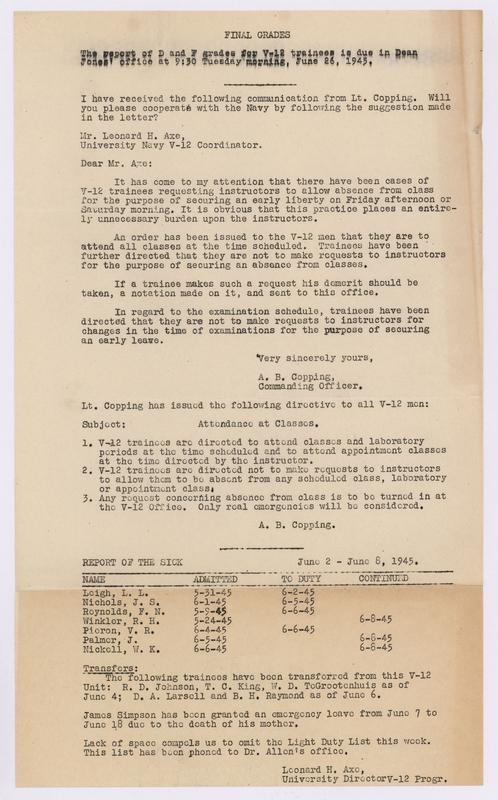 FINAL GRADES
The report of D and F grades for V-12 trainees is due in Dean
Jones' office at 9:30 Tuesday morning, June 26, 1945.
I have received the following communication from Lt. Copping. Will
you please cooperate with the Navy by following the suggestion made
in the letter?
Mr. Leonard H. Axe,
University Navy V-12 Coordinator.
Dear Mr. Axe:
It has come to my attention that there have been cases of
V-12 trainees requesting instructors to allow absence from class
for the purpose of securing an early liberty on Friday afternoon or
Saturday morning. It is obvious that this practice places an entire-
ly unnecessary burden upon the instructors.
An order has been issued to the V-12 men that they are to
attend all classes at the time scheduled. Trainees have been
further directed that they are not to make requests to instructors
for the purpose of securing an absence from classes.
If a trainee makes such a request his demerit should be
taken, a notation made on it, and sent to this office.
In regard to the examination schedule, trainees have been
directed that they are not to make requests to instructors for
changes in the time of examinations for the purpose of securing
an early leave.
Very sincerely yours,
A. B. Copping,
Commanding Officer.
Lt. Copping has issued the following directive to all V-12 men:
Subject: Attendance at Classes.
1. V-12 trainees are directed to attend classes and laboratory
periods at the time scheduled and to attend appointment classes
at the time directed by the instructor.
2. V-12 trainees are directed not to make requests to instructors
to allow them to be absent from any scheduled class, laboratory
or appointment class.
3. Any request concerning absence from class is to be turned in at
the V-12 Office. Only real emergencies will be considered.
A. B. Copping.
REPORT OF THE SICK June 2 - June 8, 1945.
NAME ADMITTED TO DUTY CONTINUED
Leigh, L. L. 5-31-45 6-2-45
Nichols, J. S. 6-1-45 6-5-45
Reynolds, F. N. 5-9-45 6-6-45
Winkler, R. H. 5-24-45 6-8-45
Pieron, V. R. 6-4-45 6-6-45
Palmer, J. 6-5-45 6-8-45
Nickell, W. K. 6-6-45 6-8-45
Transfers:
The following trainees have been transferred from this V-12
Unit: R. D. Johnson, T. C. King, W. D. TeGrootenhuis as of
June 4; D. A. Larsell and B. H. Raymond as of June 6.
James Simpson has been granted an emergency leave from June 7 to
June 18 due to the death of his mother.
Lack of space compels us to omit the Light Duty List this week.
This list has been phoned to Dr. Allen's office.
Leonard H. Axe,
University DirectorV-12 Progr.